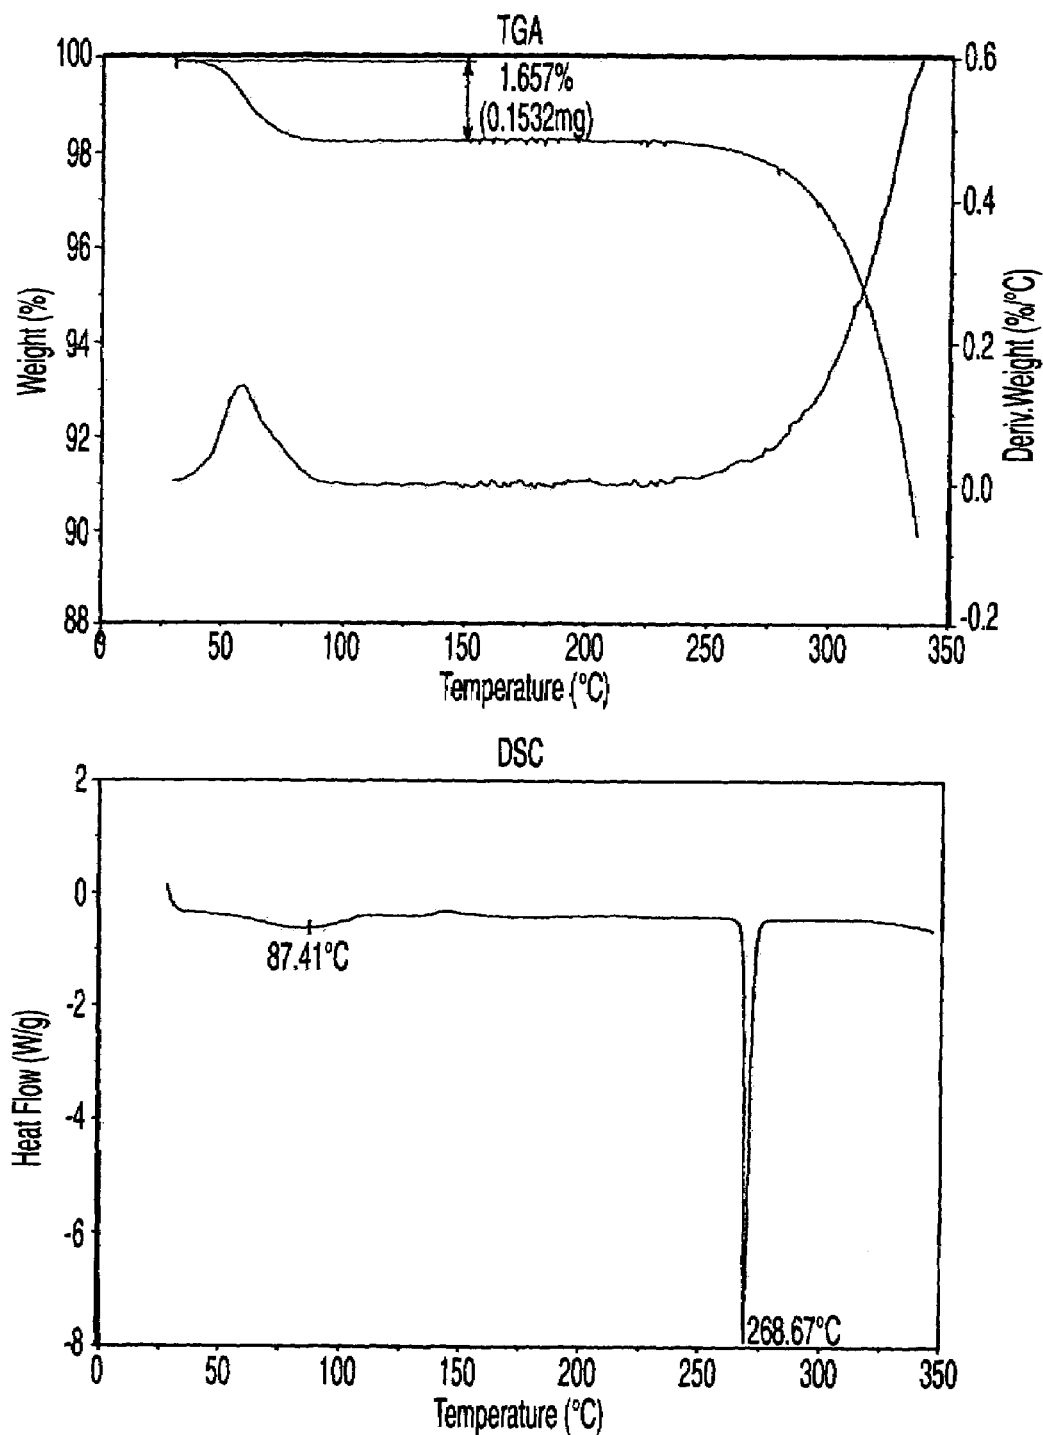 TGA
100
98
96
94
92
90
88
Weight (%)
1.657%
(0.1532mg)
0.6
0.4
0.2
0.0
-0.2
Deriv.Weight (%/°C)
0 50 100 150 200 250 300 350
Temperature (°C)
DSC
2
0
-2
-4
-6
-8
Heat Flow (W/g)
87.41°C
268.67°C
0 50 100 150 200 250 300 350
Temperature (°C)